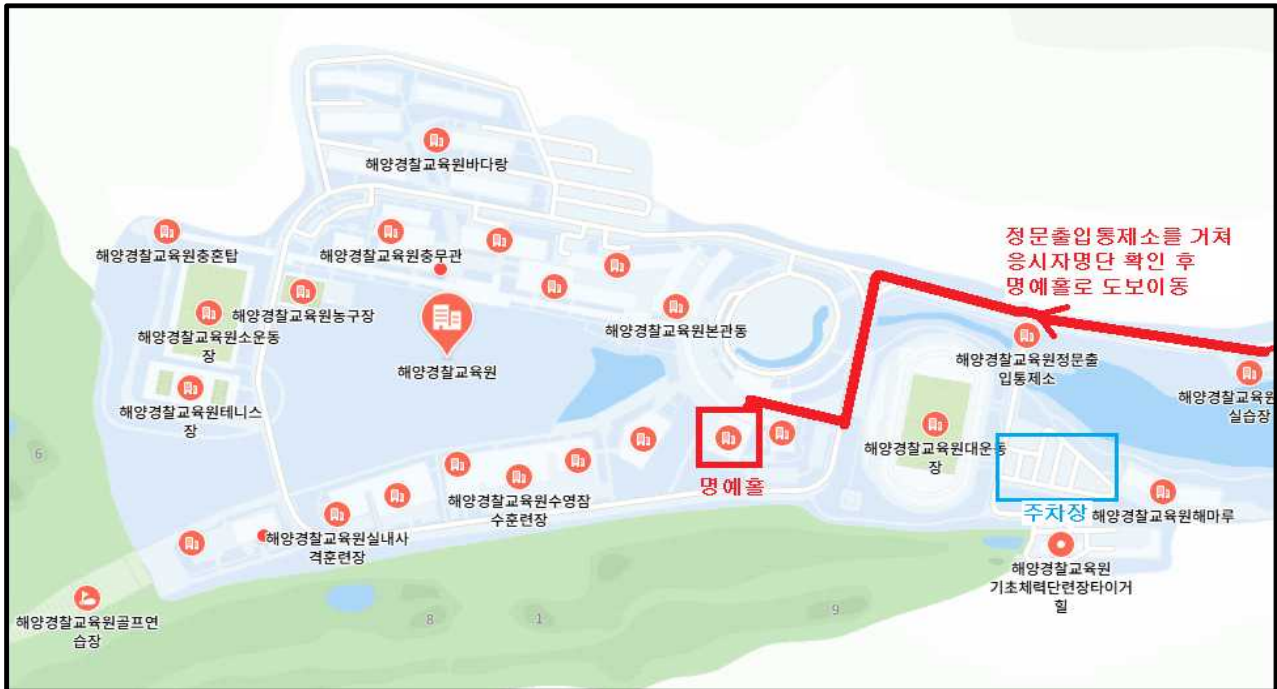 해양경찰교육원바다랑
해양경찰교육원충혼탑
해양경찰교육원충무관
정문출입통제소를 거쳐
응시자명단 확인 후
명예홀로 도보이동
해양경찰교육원농구장
해양경찰교육원소운동
장
해양경찰교육원본관동
해양경찰교육원
해양경찰교육원정문출
입통제소
해양경찰교육원테니스
장
해양경찰교육원
실습장
해양경찰교육원대운동
장
명예홀
6
해양경찰교육원수영잠
수훈련장
주차장
해양경찰교육원해마루
해양경찰교육원실내사
격훈련장
해양경찰교육원
기초체력단련장타이거
힐
해양경찰교육원골프연
습장
8
1
9